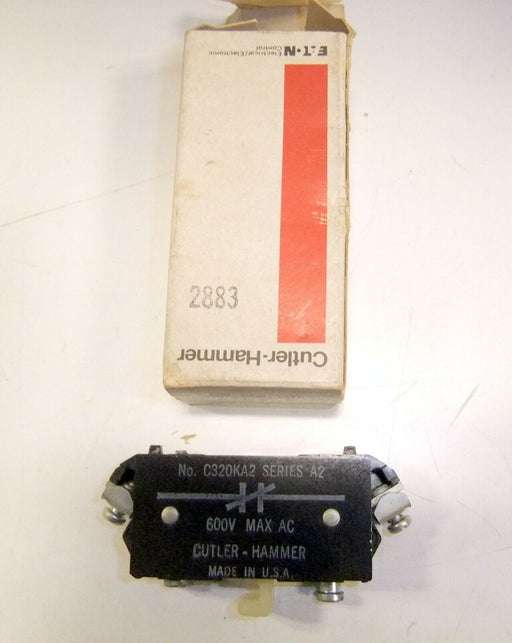 E·T·N
Electrical/Electronic
Control
2883
Cutler-Hammer
No. C320KA2 SERIES A2
600V MAX AC
CUTLER-HAMMER
MADE IN U.S.A.